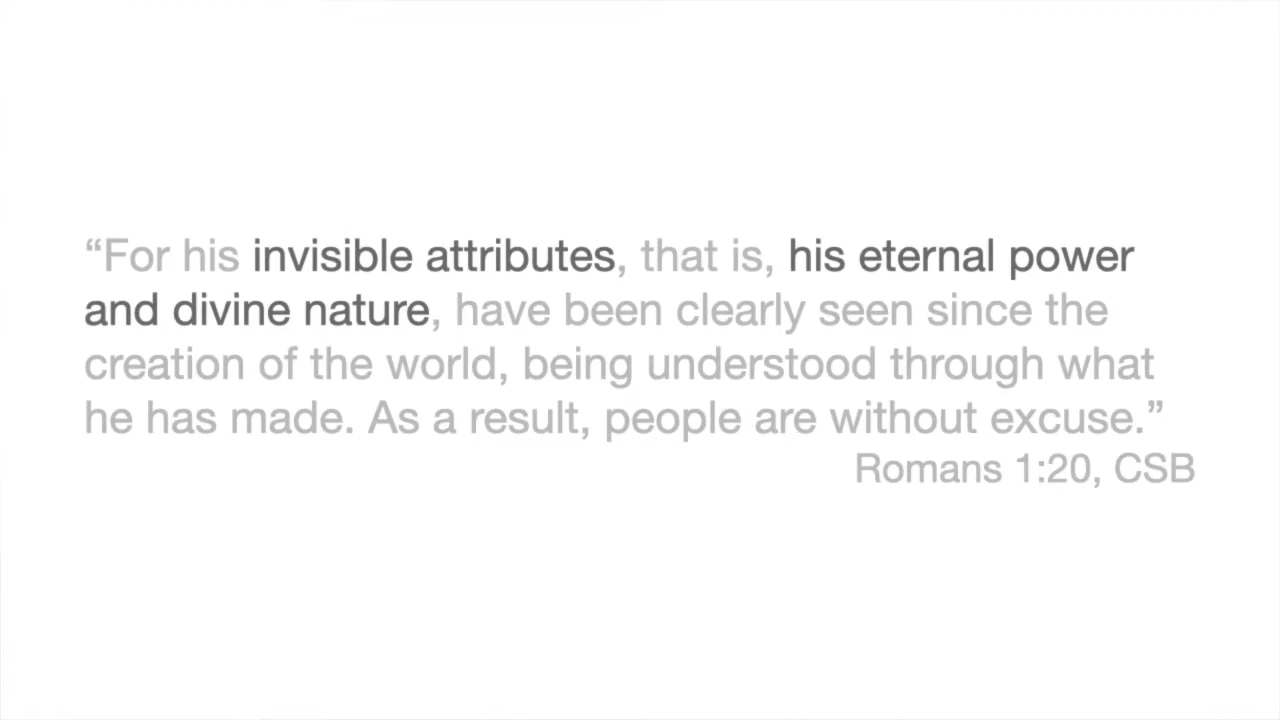 “For his invisible attributes, that is, his eternal power
and divine nature, have been clearly seen since the
creation of the world, being understood through what
he has made. As a result, people are without excuse.”
Romans 1:20, CSB